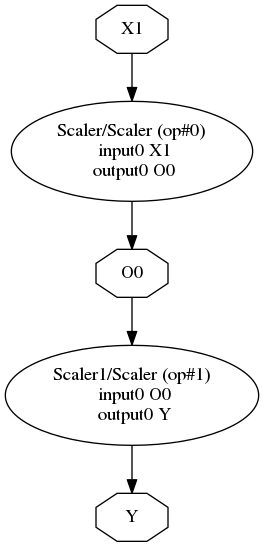 X1
Scaler/Scaler (op#0)
input0 X1
output0 O0
O0
Scaler1/Scaler (op#1)
input0 O0
output0 Y
Y